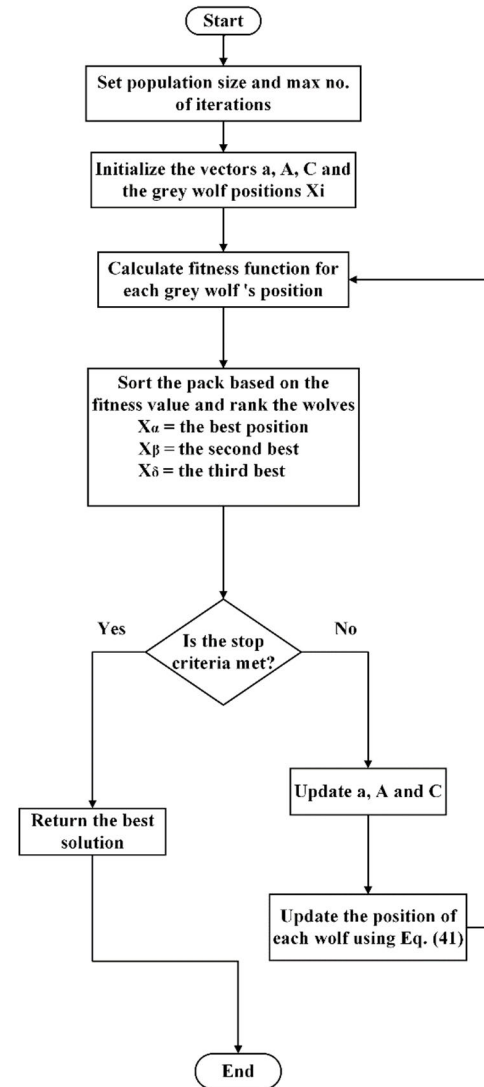 Start
Set population size and max no.
of iterations
Initialize the vectors a, A, C and
the grey wolf positions Xi
Calculate fitness function for
each grey wolf 's position
Sort the pack based on the
fitness value and rank the wolves
Xα = the best position
Xβ = the second best
Xδ = the third best
Yes
No
Is the stop
criteria met?
Update a, A and C
Return the best
solution
Update the position of
each wolf using Eq. (41)
End